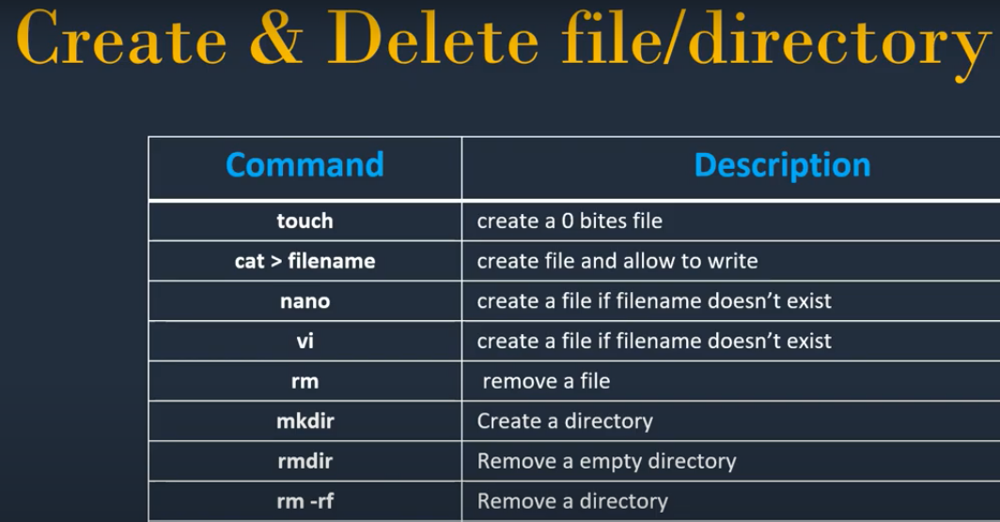 Create & Delete file/directory
Command Description
touch create a 0 bites file
cat > filename create file and allow to write
nano create a file if filename doesn’t exist
vi create a file if filename doesn’t exist
rm remove a file
mkdir Create a directory
rmdir Remove a empty directory
rm -rf Remove a directory